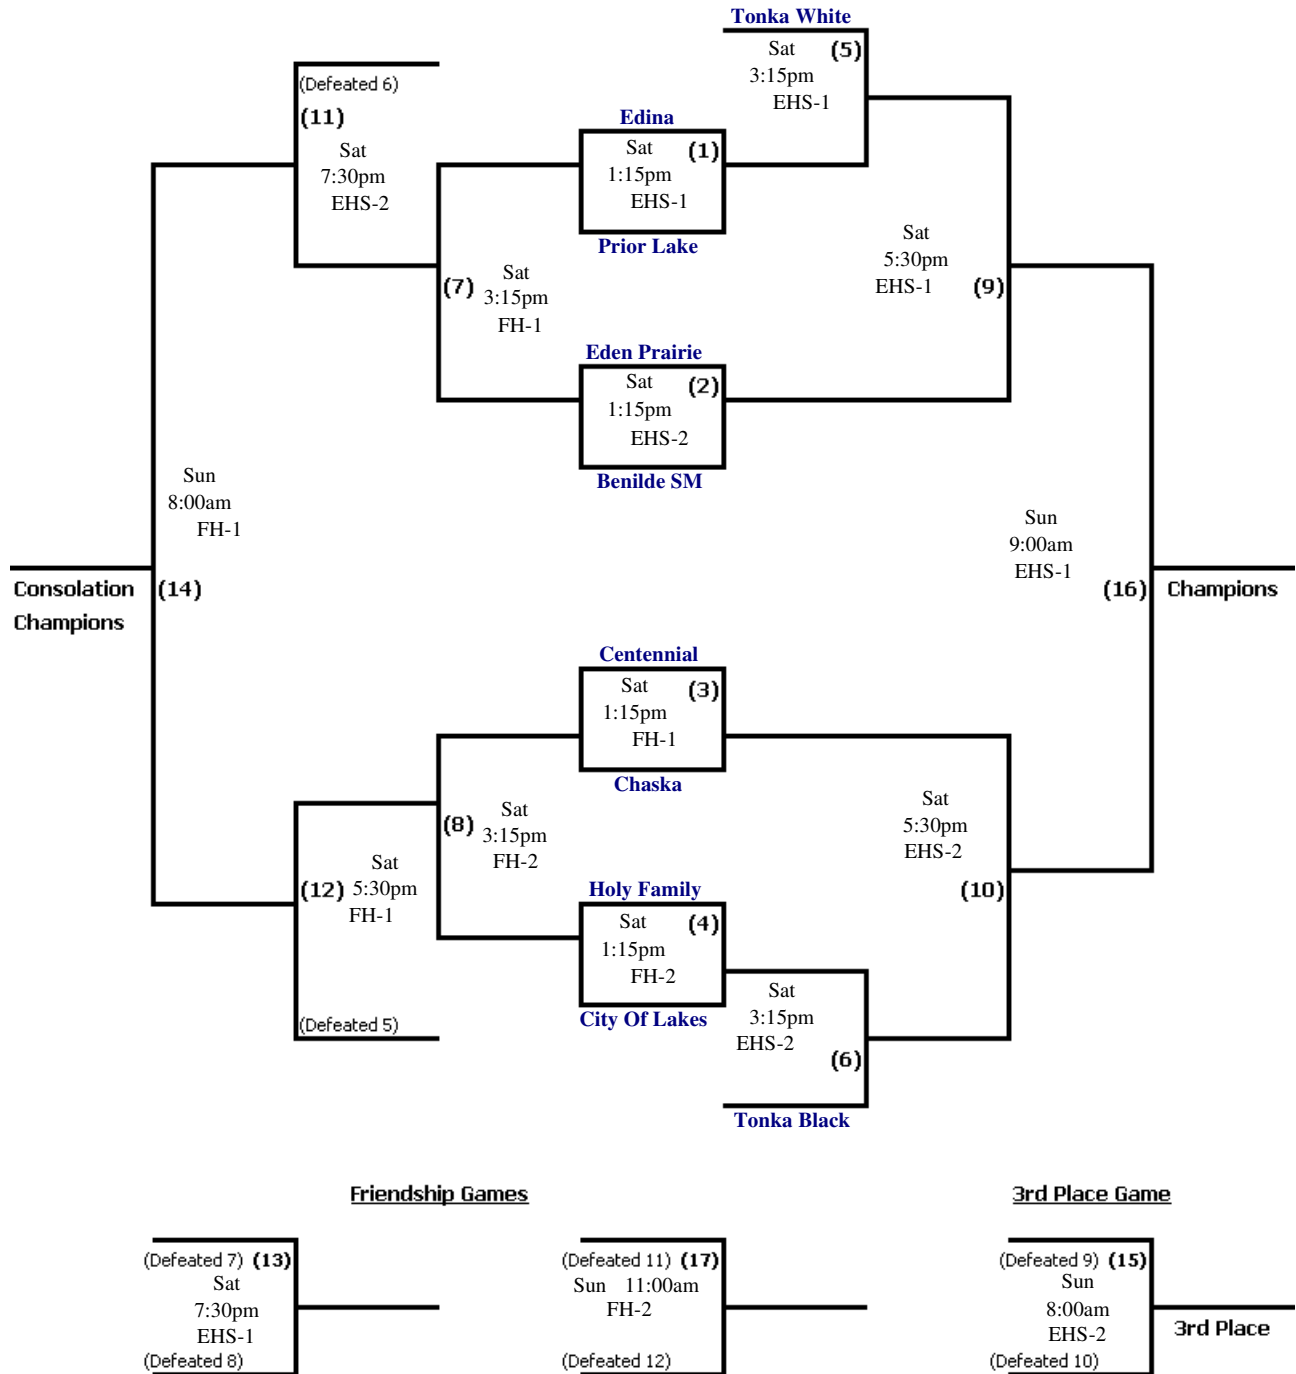 Tonka White
Sat (5)
3:15pm
EHS-1
(Defeated 6)
(11)
Sat
7:30pm
EHS-2
Edina
Sat (1)
1:15pm
EHS-1
Prior Lake
Sat
5:30pm
EHS-1 (9)
(7) Sat
3:15pm
FH-1
Eden Prairie
Sat (2)
1:15pm
EHS-2
Benilde SM
Sun
8:00am
FH-1
Sun
9:00am
EHS-1
Consolation (14)
Champions
(16) Champions
Centennial
Sat (3)
1:15pm
FH-1
Chaska
(8) Sat
3:15pm
FH-2
Sat
5:30pm
EHS-2
(10)
(12) Sat
5:30pm
FH-1
Holy Family
Sat (4)
1:15pm
FH-2
City Of Lakes
Sat
3:15pm
EHS-2
(6)
(Defeated 5)
Tonka Black
Friendship Games
3rd Place Game
(Defeated 7) (13)
Sat
7:30pm
EHS-1
(Defeated 8)
(Defeated 11) (17)
Sun 11:00am
FH-2
(Defeated 12)
(Defeated 9) (15)
Sun
8:00am
EHS-2
(Defeated 10)
3rd Place